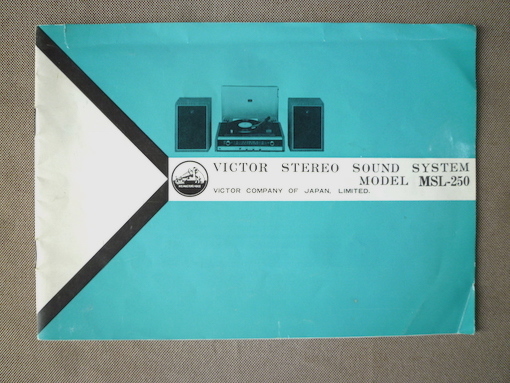 VICTOR STEREO SOUND SYSTEM
MODEL MSL-250
VICTOR COMPANY OF JAPAN, LIMITED.